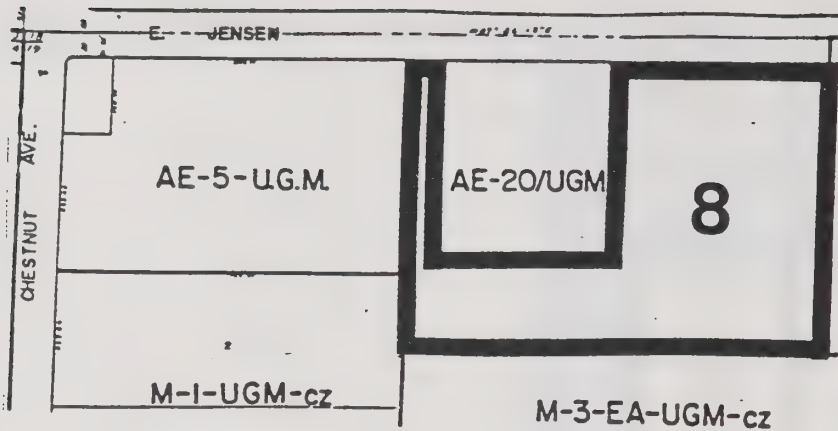 E. JENSEN
CHESTNUT AVE.
AE-5-U.G.M.
AE-20/UGM
8
M-1-UGM-cz
M-3-EA-UGM-cz